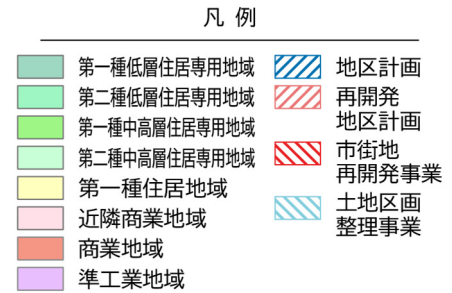 凡例
第一種低層住居専用地域
第二種低層住居専用地域
第一種中高層住居専用地域
第二種中高層住居専用地域
第一種住居地域
近隣商業地域
商業地域
準工業地域
地区計画
再開発
地区計画
市街地
再開発事業
土地区画
整理事業